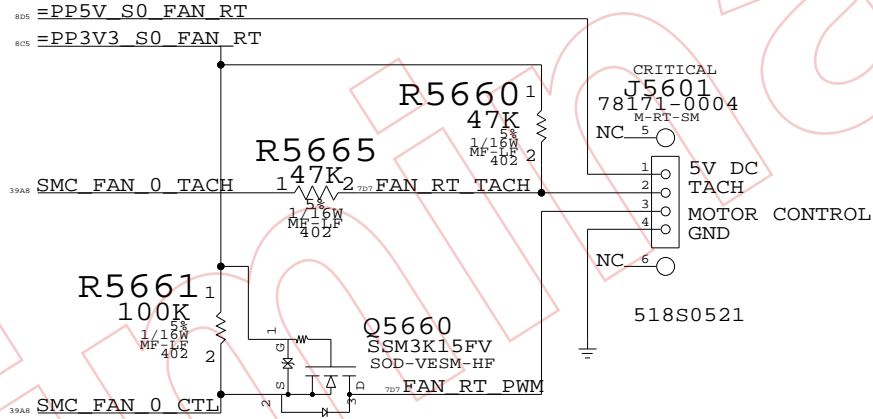 8D5 =PP5V_S0_FAN_RT
8C5 =PP3V3_S0_FAN_RT
CRITICAL
J5601
78171-0004
M-RT-SM
NC 5
R5660 1
47K
5%
1/16W
MF-LF
402 2
R5665
47K
39A8 SMC_FAN_0_TACH 1 2 7D7 FAN_RT_TACH
5%
1/16W
MF-LF
402
1 5V DC
2 TACH
3 MOTOR CONTROL
4 GND
NC 6
518S0521
R5661 1
100K
5%
1/16W
MF-LF
402 2
Q5660
SSM3K15FV
SOD-VESM-HF
1 G
S D
2 3
7D7 FAN_RT_PWM
39A8 SMC_FAN_0_CTL